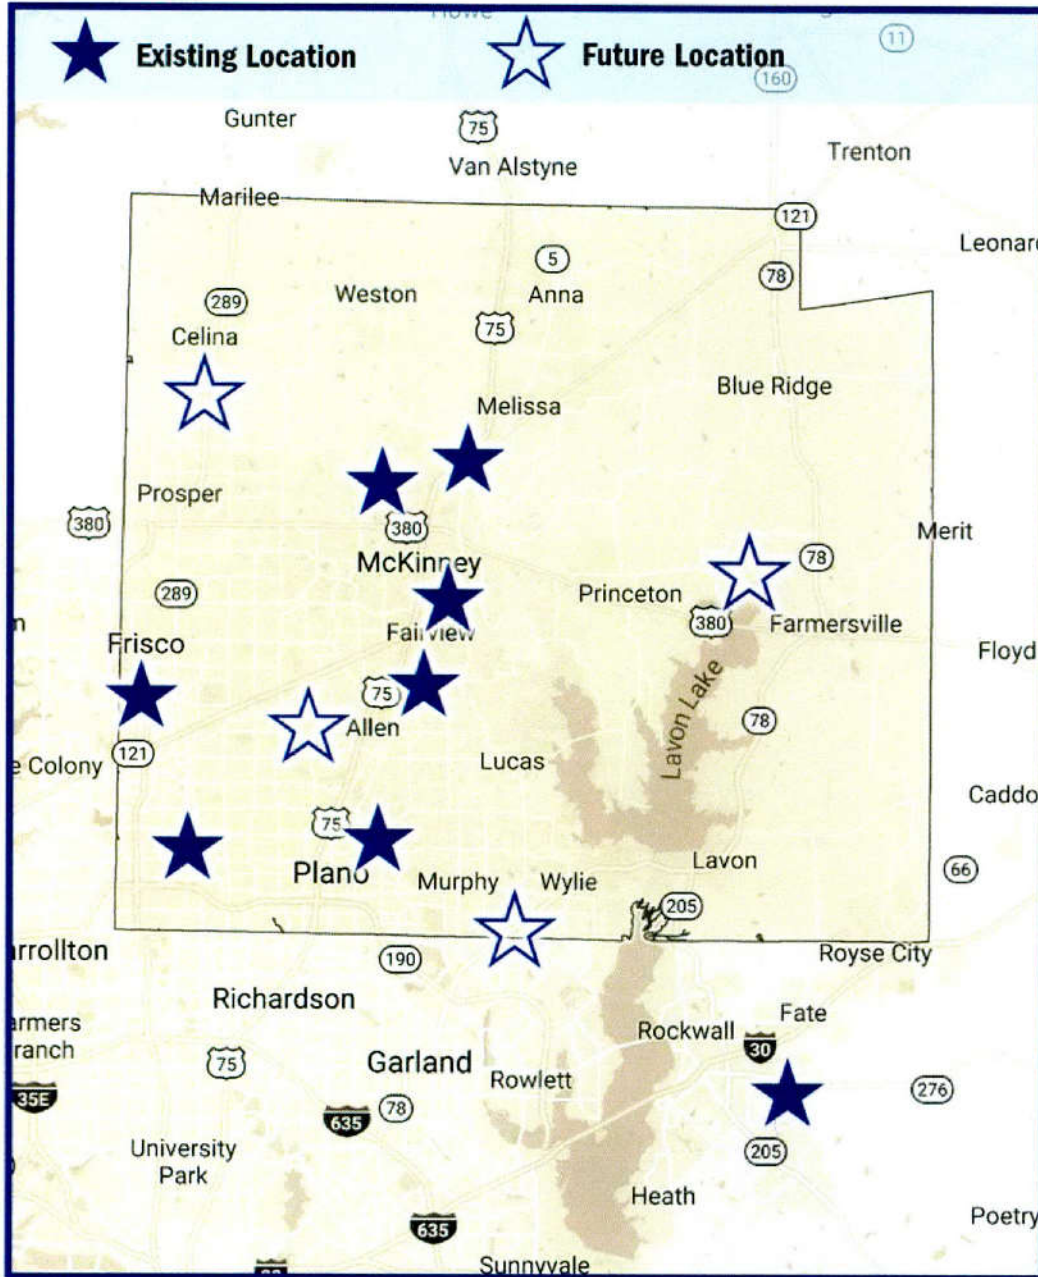 Existing Location
Future Location
11
160
Gunter
75
Van Alstyne
Trenton
Marilee
121
Leonar
5
78
289
Weston
Anna
75
Celina
Blue Ridge
Melissa
Prosper
380
380
Merit
McKinney
78
289
Princeton
380
Farmersville
Fairview
Frisco
Floyd
75
Lavon Lake
78
Allen
121
e Colony
Lucas
Caddo
75
Plano
Murphy
Wylie
Lavon
66
205
rrollton
190
Royse City
Richardson
Fate
armers
ranch
Rockwall
30
75
Garland
Rowlett
35E
78
276
635
University
Park
205
Heath
635
Poetry
Sunnyvale